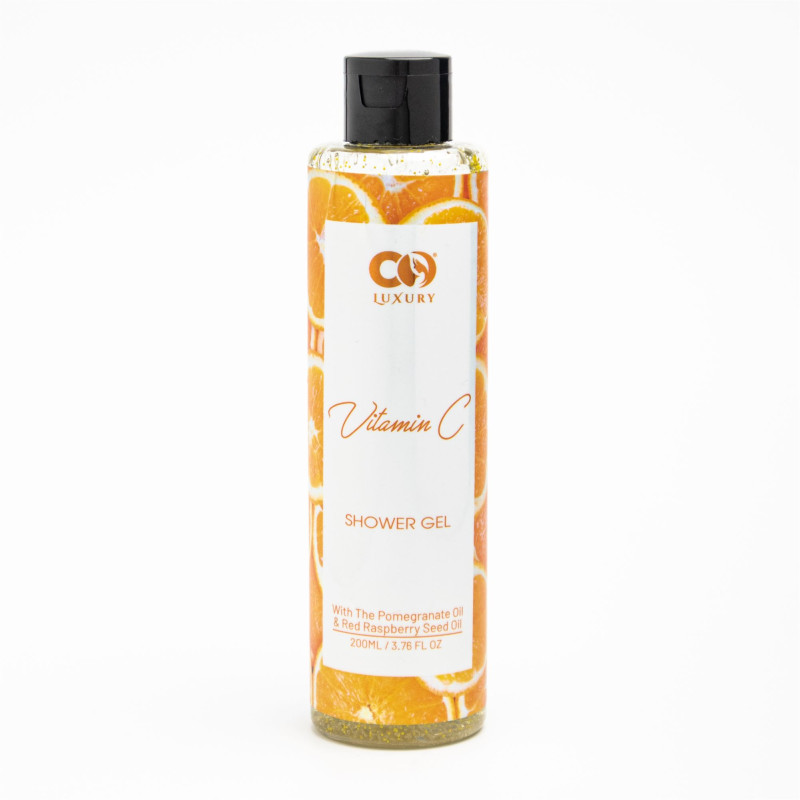 CO®
LUXURY
Vitamin C
SHOWER GEL
With The Pomegranate Oil
& Red Raspberry Seed Oil
200ML / 3.76 FL OZ